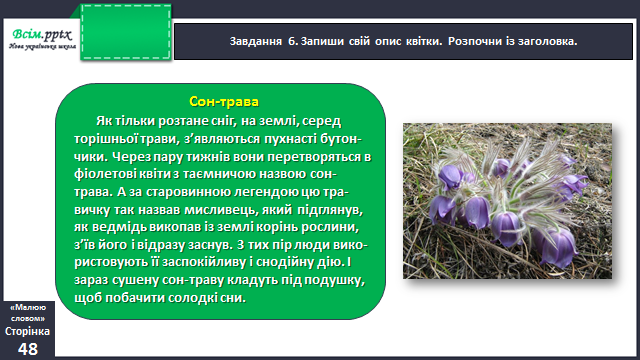 Всім.pptx
Нова українська школа
Завдання 6. Запиши свій опис квітки. Розпочни із заголовка.
Сон-трава
Як тільки розтане сніг, на землі, серед
торішньої трави, з’являються пухнасті бутон-
чики. Через пару тижнів вони перетворяться в
фіолетові квіти з таємничою назвою сон-
трава. А за старовинною легендою цю тра-
вичку так назвав мисливець, який підглянув,
як ведмідь викопав із землі корінь рослини,
з’їв його і відразу заснув. З тих пір люди вико-
ристовують її заспокійливу і снодійну дію. І
зараз сушену сон-траву кладуть під подушку,
щоб побачити солодкі сни.
«Малюю
словом»
Сторінка
48